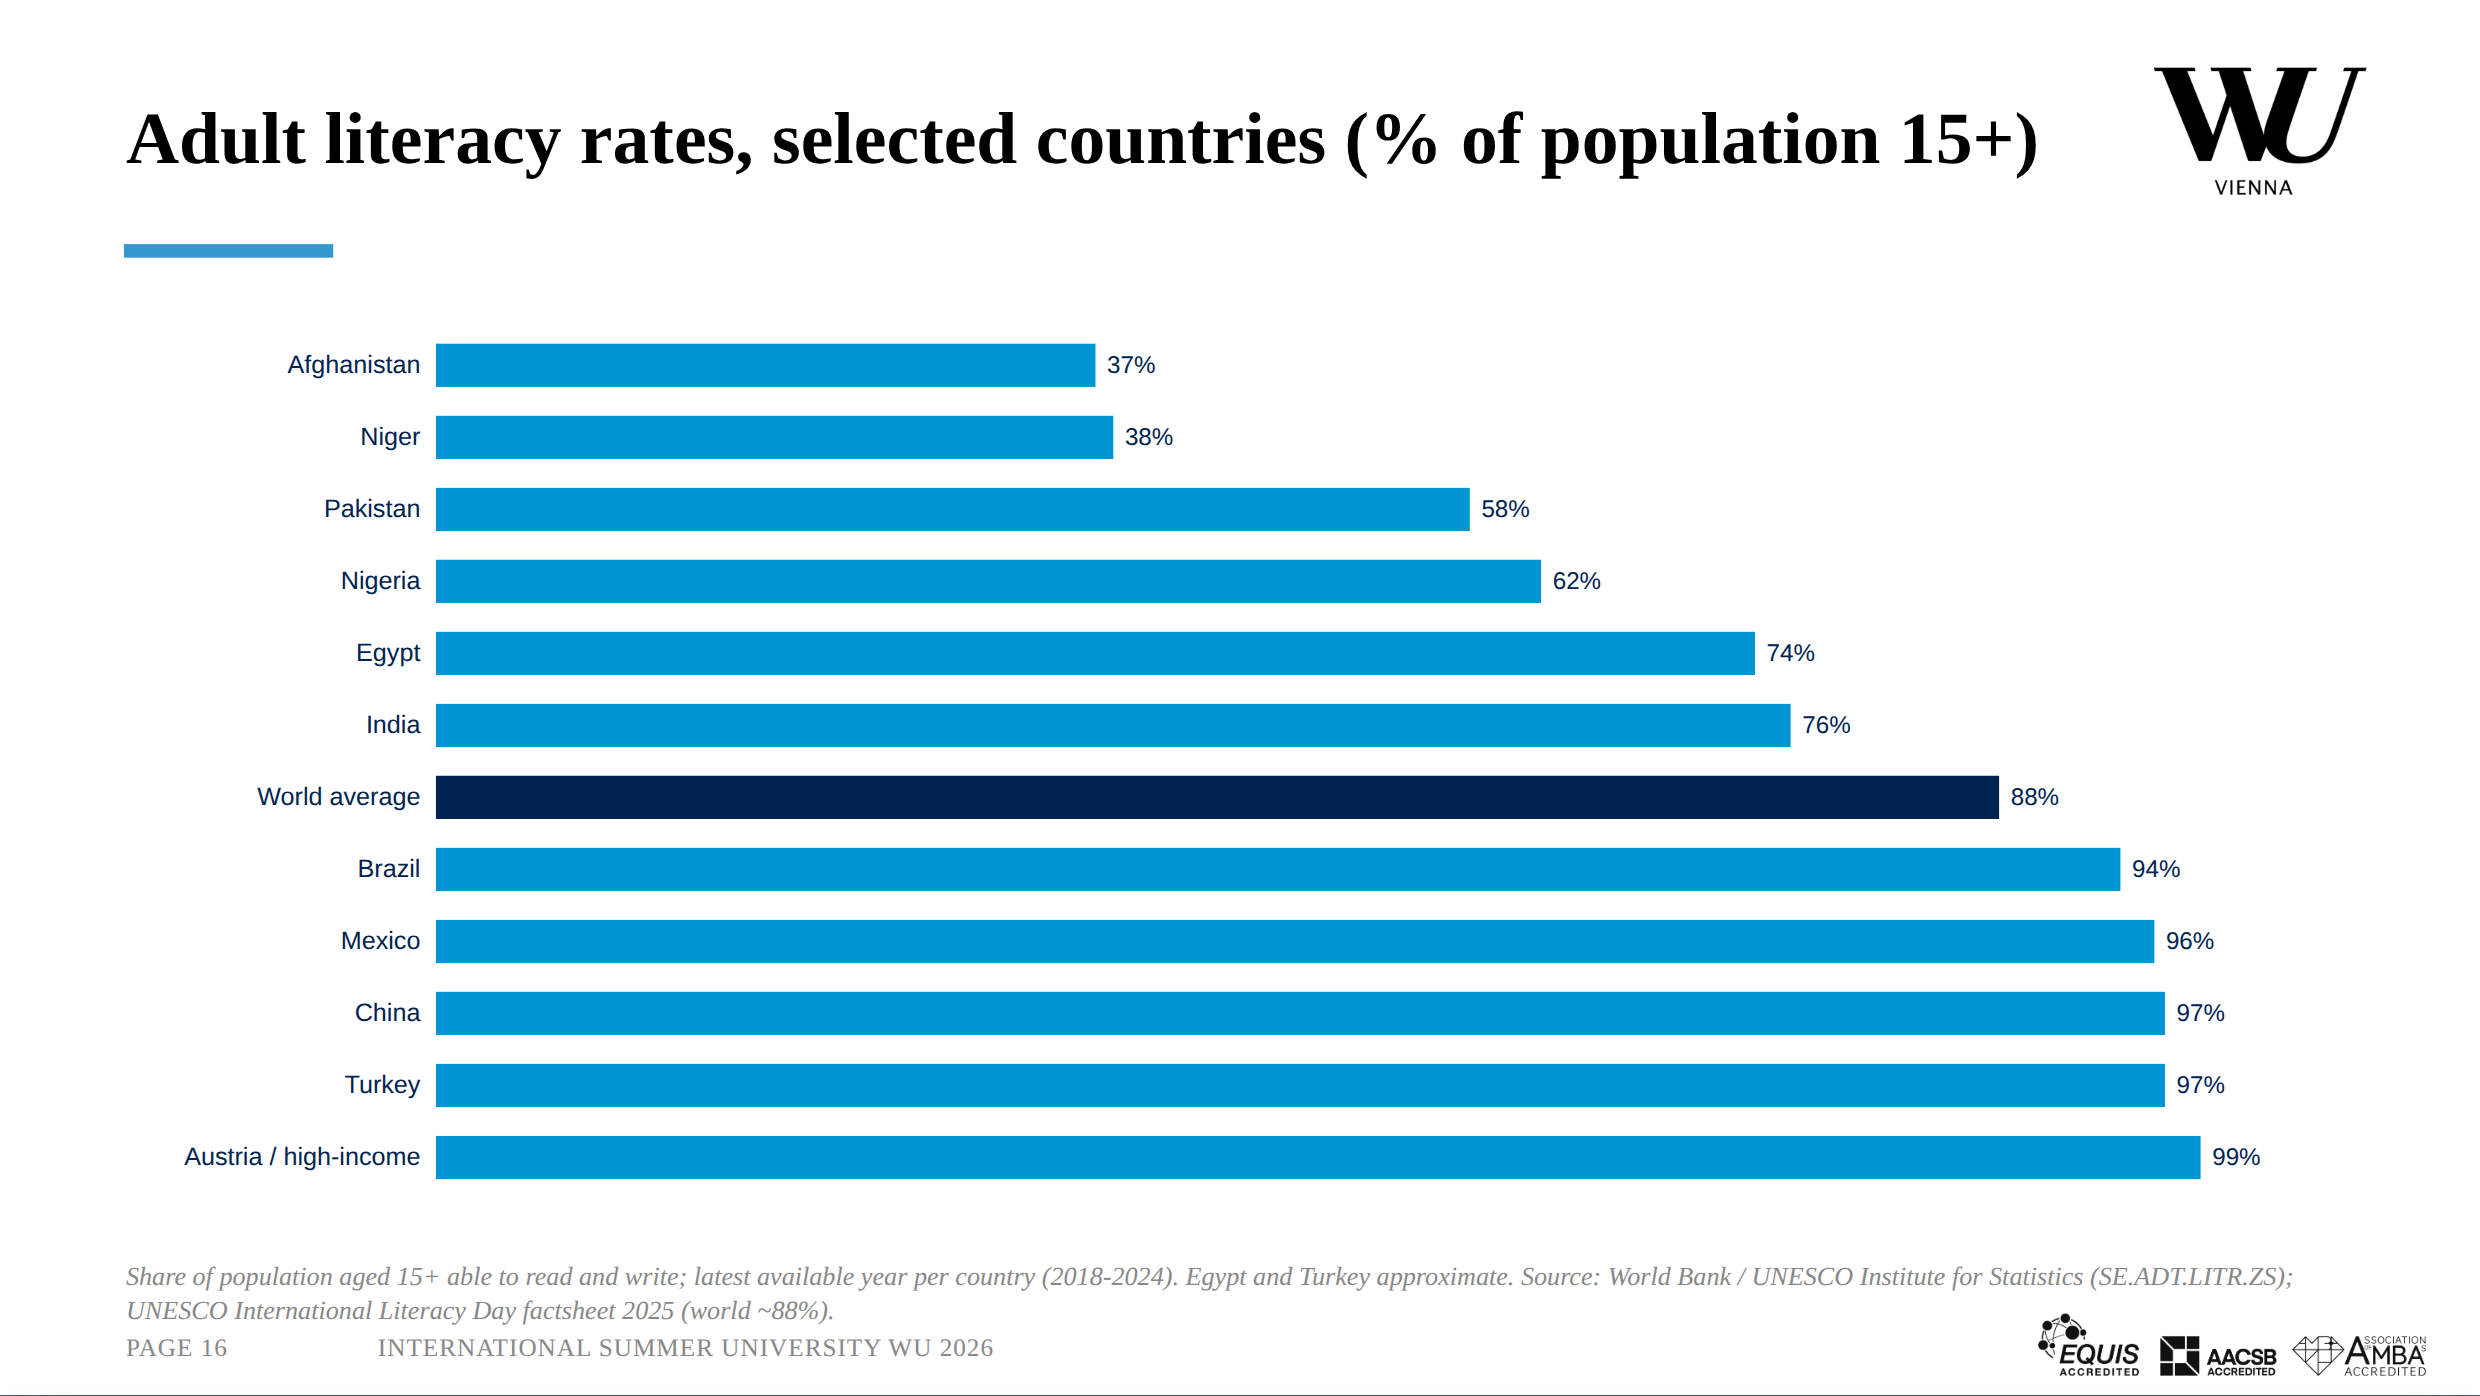 Adult literacy rates, selected countries (% of population 15+)
WU
VIENNA
Afghanistan 37%
Niger 38%
Pakistan 58%
Nigeria 62%
Egypt 74%
India 76%
World average 88%
Brazil 94%
Mexico 96%
China 97%
Turkey 97%
Austria / high-income 99%
Share of population aged 15+ able to read and write; latest available year per country (2018-2024). Egypt and Turkey approximate. Source: World Bank / UNESCO Institute for Statistics (SE.ADT.LITR.ZS);
UNESCO International Literacy Day factsheet 2025 (world ~88%).
PAGE 16 INTERNATIONAL SUMMER UNIVERSITY WU 2026
EQUIS
ACCREDITED
AACSB
ACCREDITED
ASSOCIATION
OF AMBAS
ACCREDITED